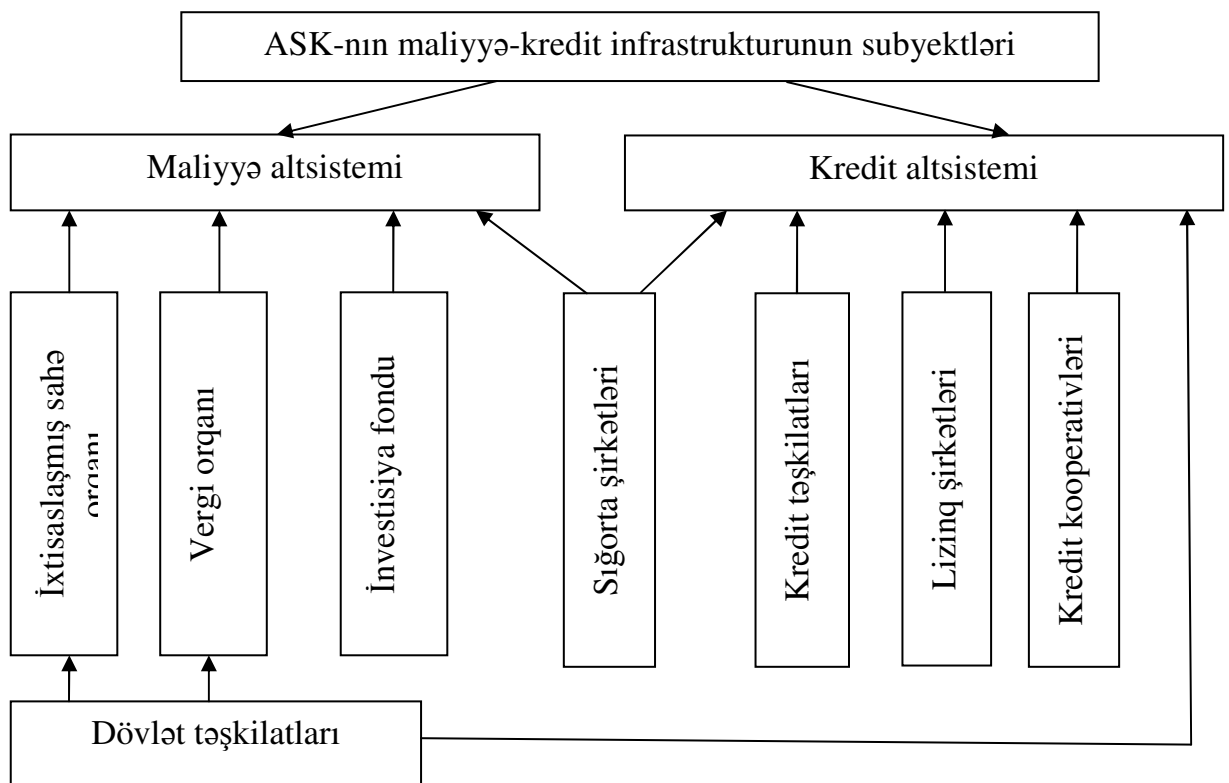 ASK-nın maliyyə-kredit infrastrukturunun subyektləri
Maliyyə altsistemi
Kredit altsistemi
İxtisaslaşmış sahə
orqanı
Vergi orqanı
İnvestisiya fondu
Sığorta şirkətləri
Kredit təşkilatları
Lizinq şirkətləri
Kredit kooperativləri
Dövlət təşkilatları